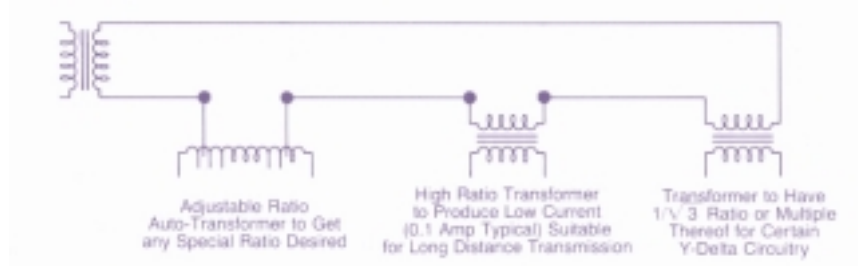 Adjustable Ratio
Auto-Transformer to Get
any Special Ratio Desired
High Ratio Transformer
to Produce Low Current
(0.1 Amp Typical) Suitable
for Long Distance Transmission
Transformer to Have
1/√3 Ratio or Multiple
Thereof for Certain
Y-Delta Circuitry